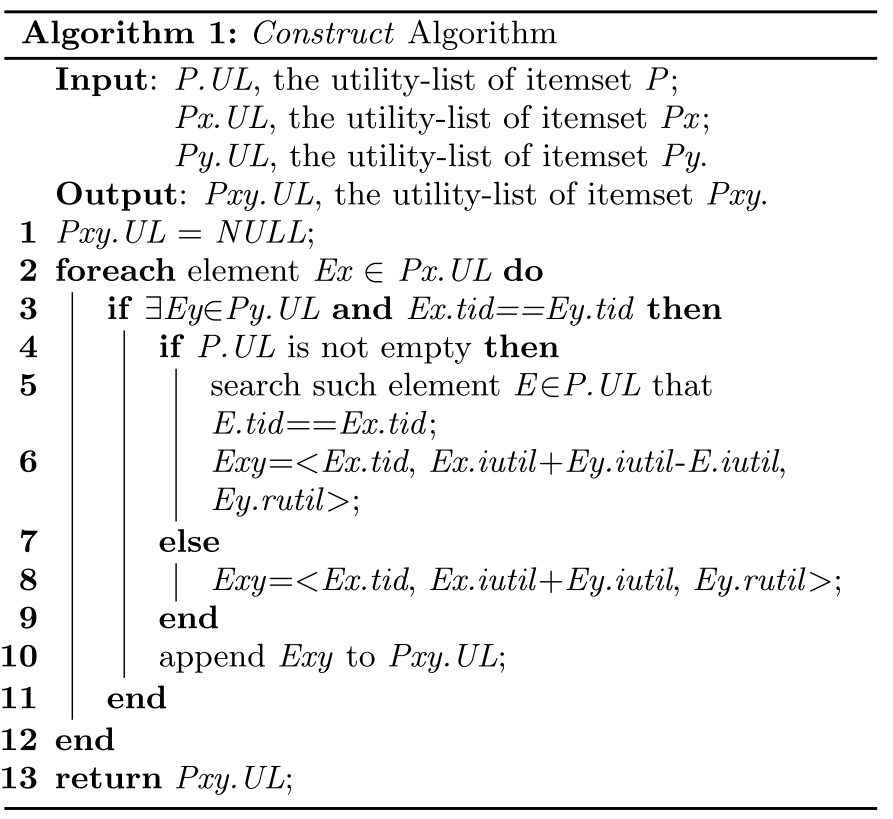 Algorithm 1: Construct Algorithm
Input: P.UL, the utility-list of itemset P;
Px.UL, the utility-list of itemset Px;
Py.UL, the utility-list of itemset Py.
Output: Pxy.UL, the utility-list of itemset Pxy.
1 Pxy.UL = NULL;
2 foreach element Ex ∈ Px.UL do
3 if ∃Ey∈Py.UL and Ex.tid==Ey.tid then
4 if P.UL is not empty then
5 search such element E∈P.UL that
E.tid==Ex.tid;
6 Exy=<Ex.tid, Ex.iutil+Ey.iutil-E.iutil,
Ey.rutil>;
7 else
8 Exy=<Ex.tid, Ex.iutil+Ey.iutil, Ey.rutil>;
9 end
10 append Exy to Pxy.UL;
11 end
12 end
13 return Pxy.UL;